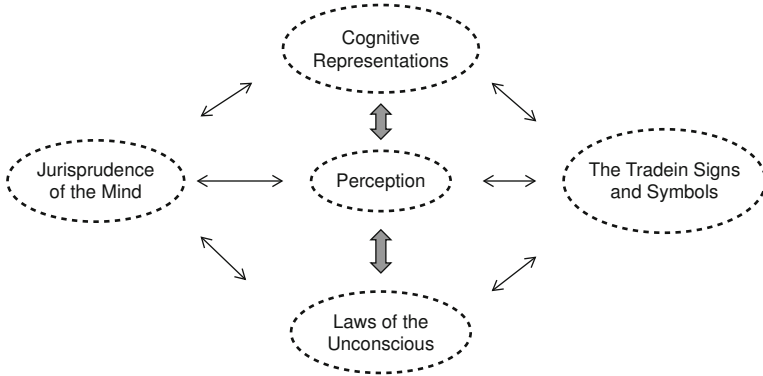 Cognitive
Representations
Jurisprudence
of the Mind
Perception
The Tradein Signs
and Symbols
Laws of the
Unconscious